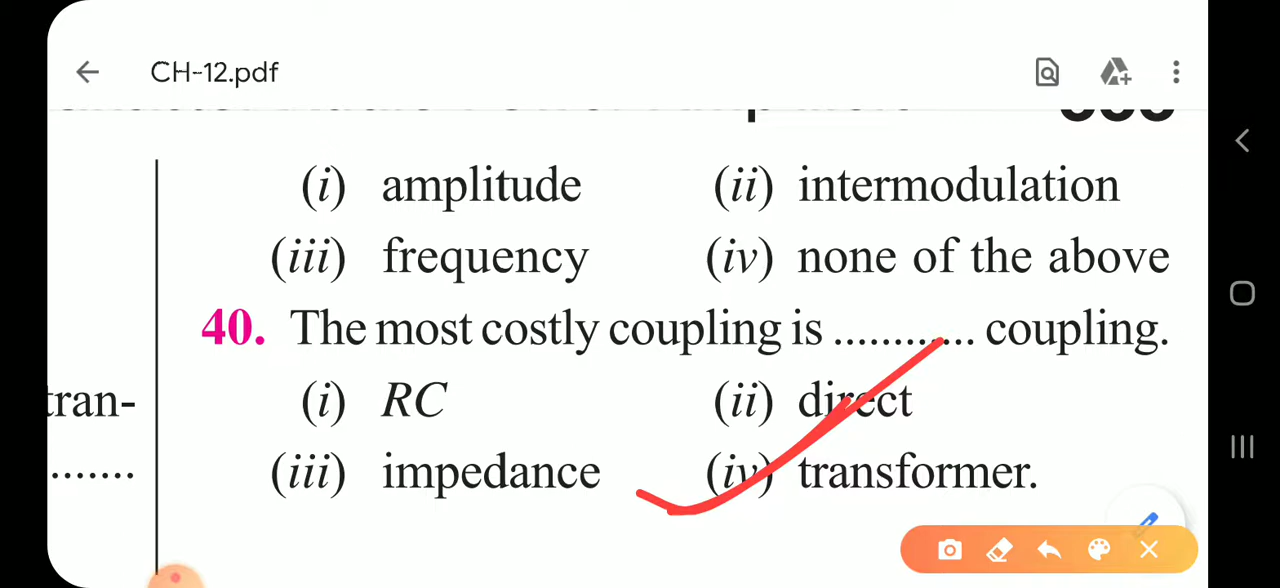 CH-12.pdf
(i) amplitude (ii) intermodulation
(iii) frequency (iv) none of the above
40. The most costly coupling is ............ coupling.
tran-
(i) RC (ii) direct
.......
(iii) impedance (iv) transformer.